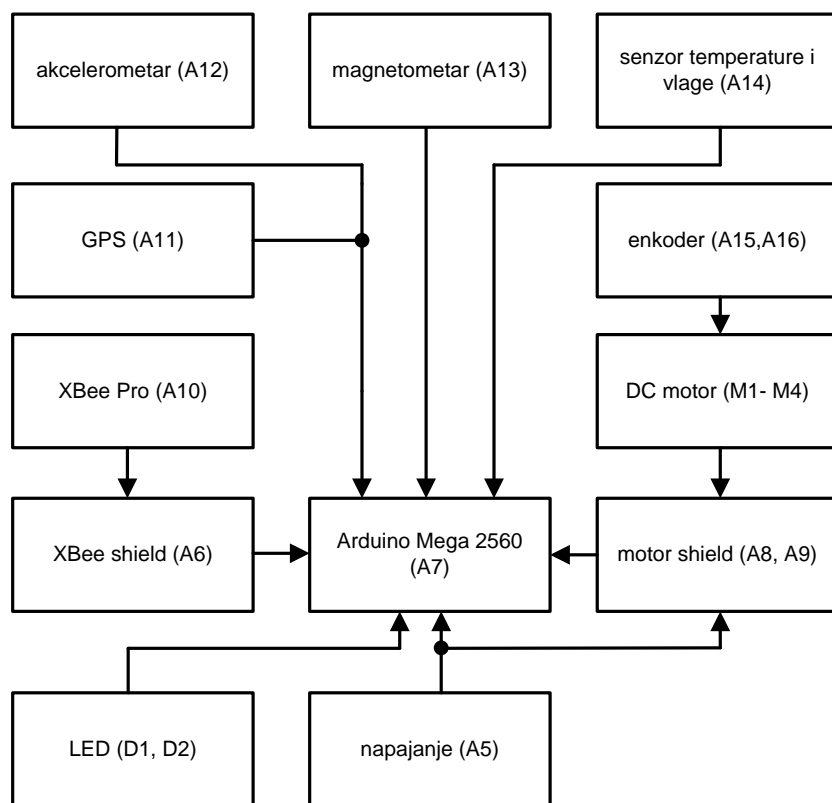 akcelerometar (A12)
magnetometar (A13)
senzor temperature i
vlage (A14)
GPS (A11)
enkoder (A15,A16)
XBee Pro (A10)
DC motor (M1- M4)
XBee shield (A6)
Arduino Mega 2560
(A7)
motor shield (A8, A9)
LED (D1, D2)
napajanje (A5)